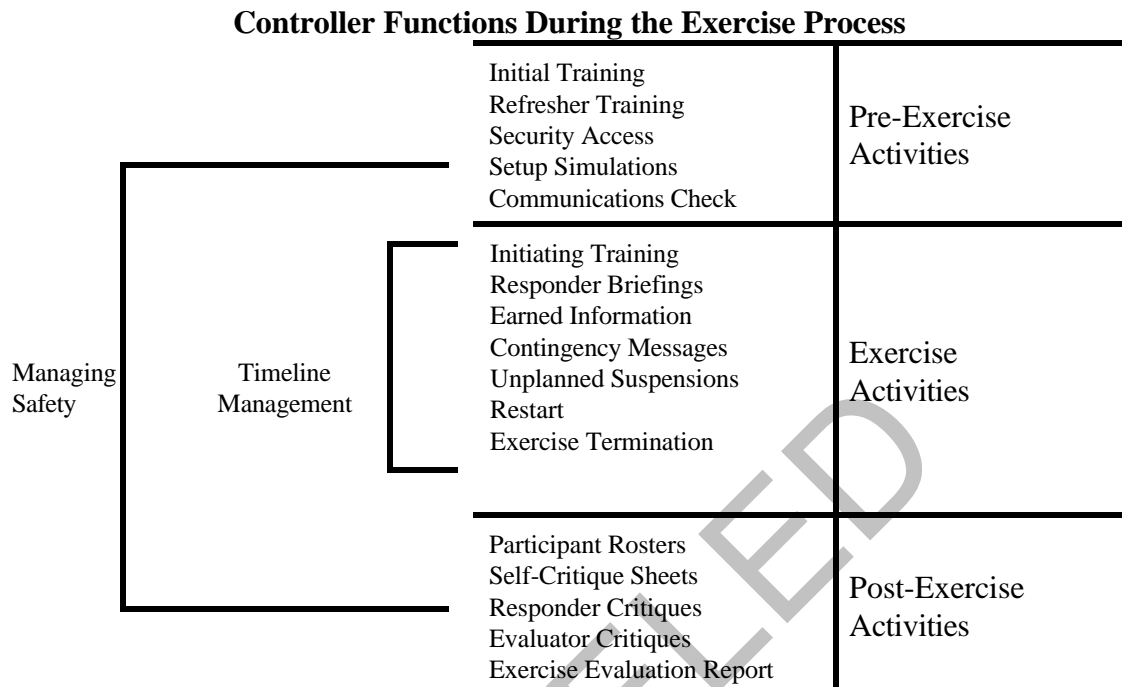 Controller Functions During the Exercise Process
Initial Training
Refresher Training
Security Access
Setup Simulations
Communications Check
Pre-Exercise
Activities
Managing
Safety
Timeline
Management
Initiating Training
Responder Briefings
Earned Information
Contingency Messages
Unplanned Suspensions
Restart
Exercise Termination
Exercise
Activities
Participant Rosters
Self-Critique Sheets
Responder Critiques
Evaluator Critiques
Exercise Evaluation Report
Post-Exercise
Activities